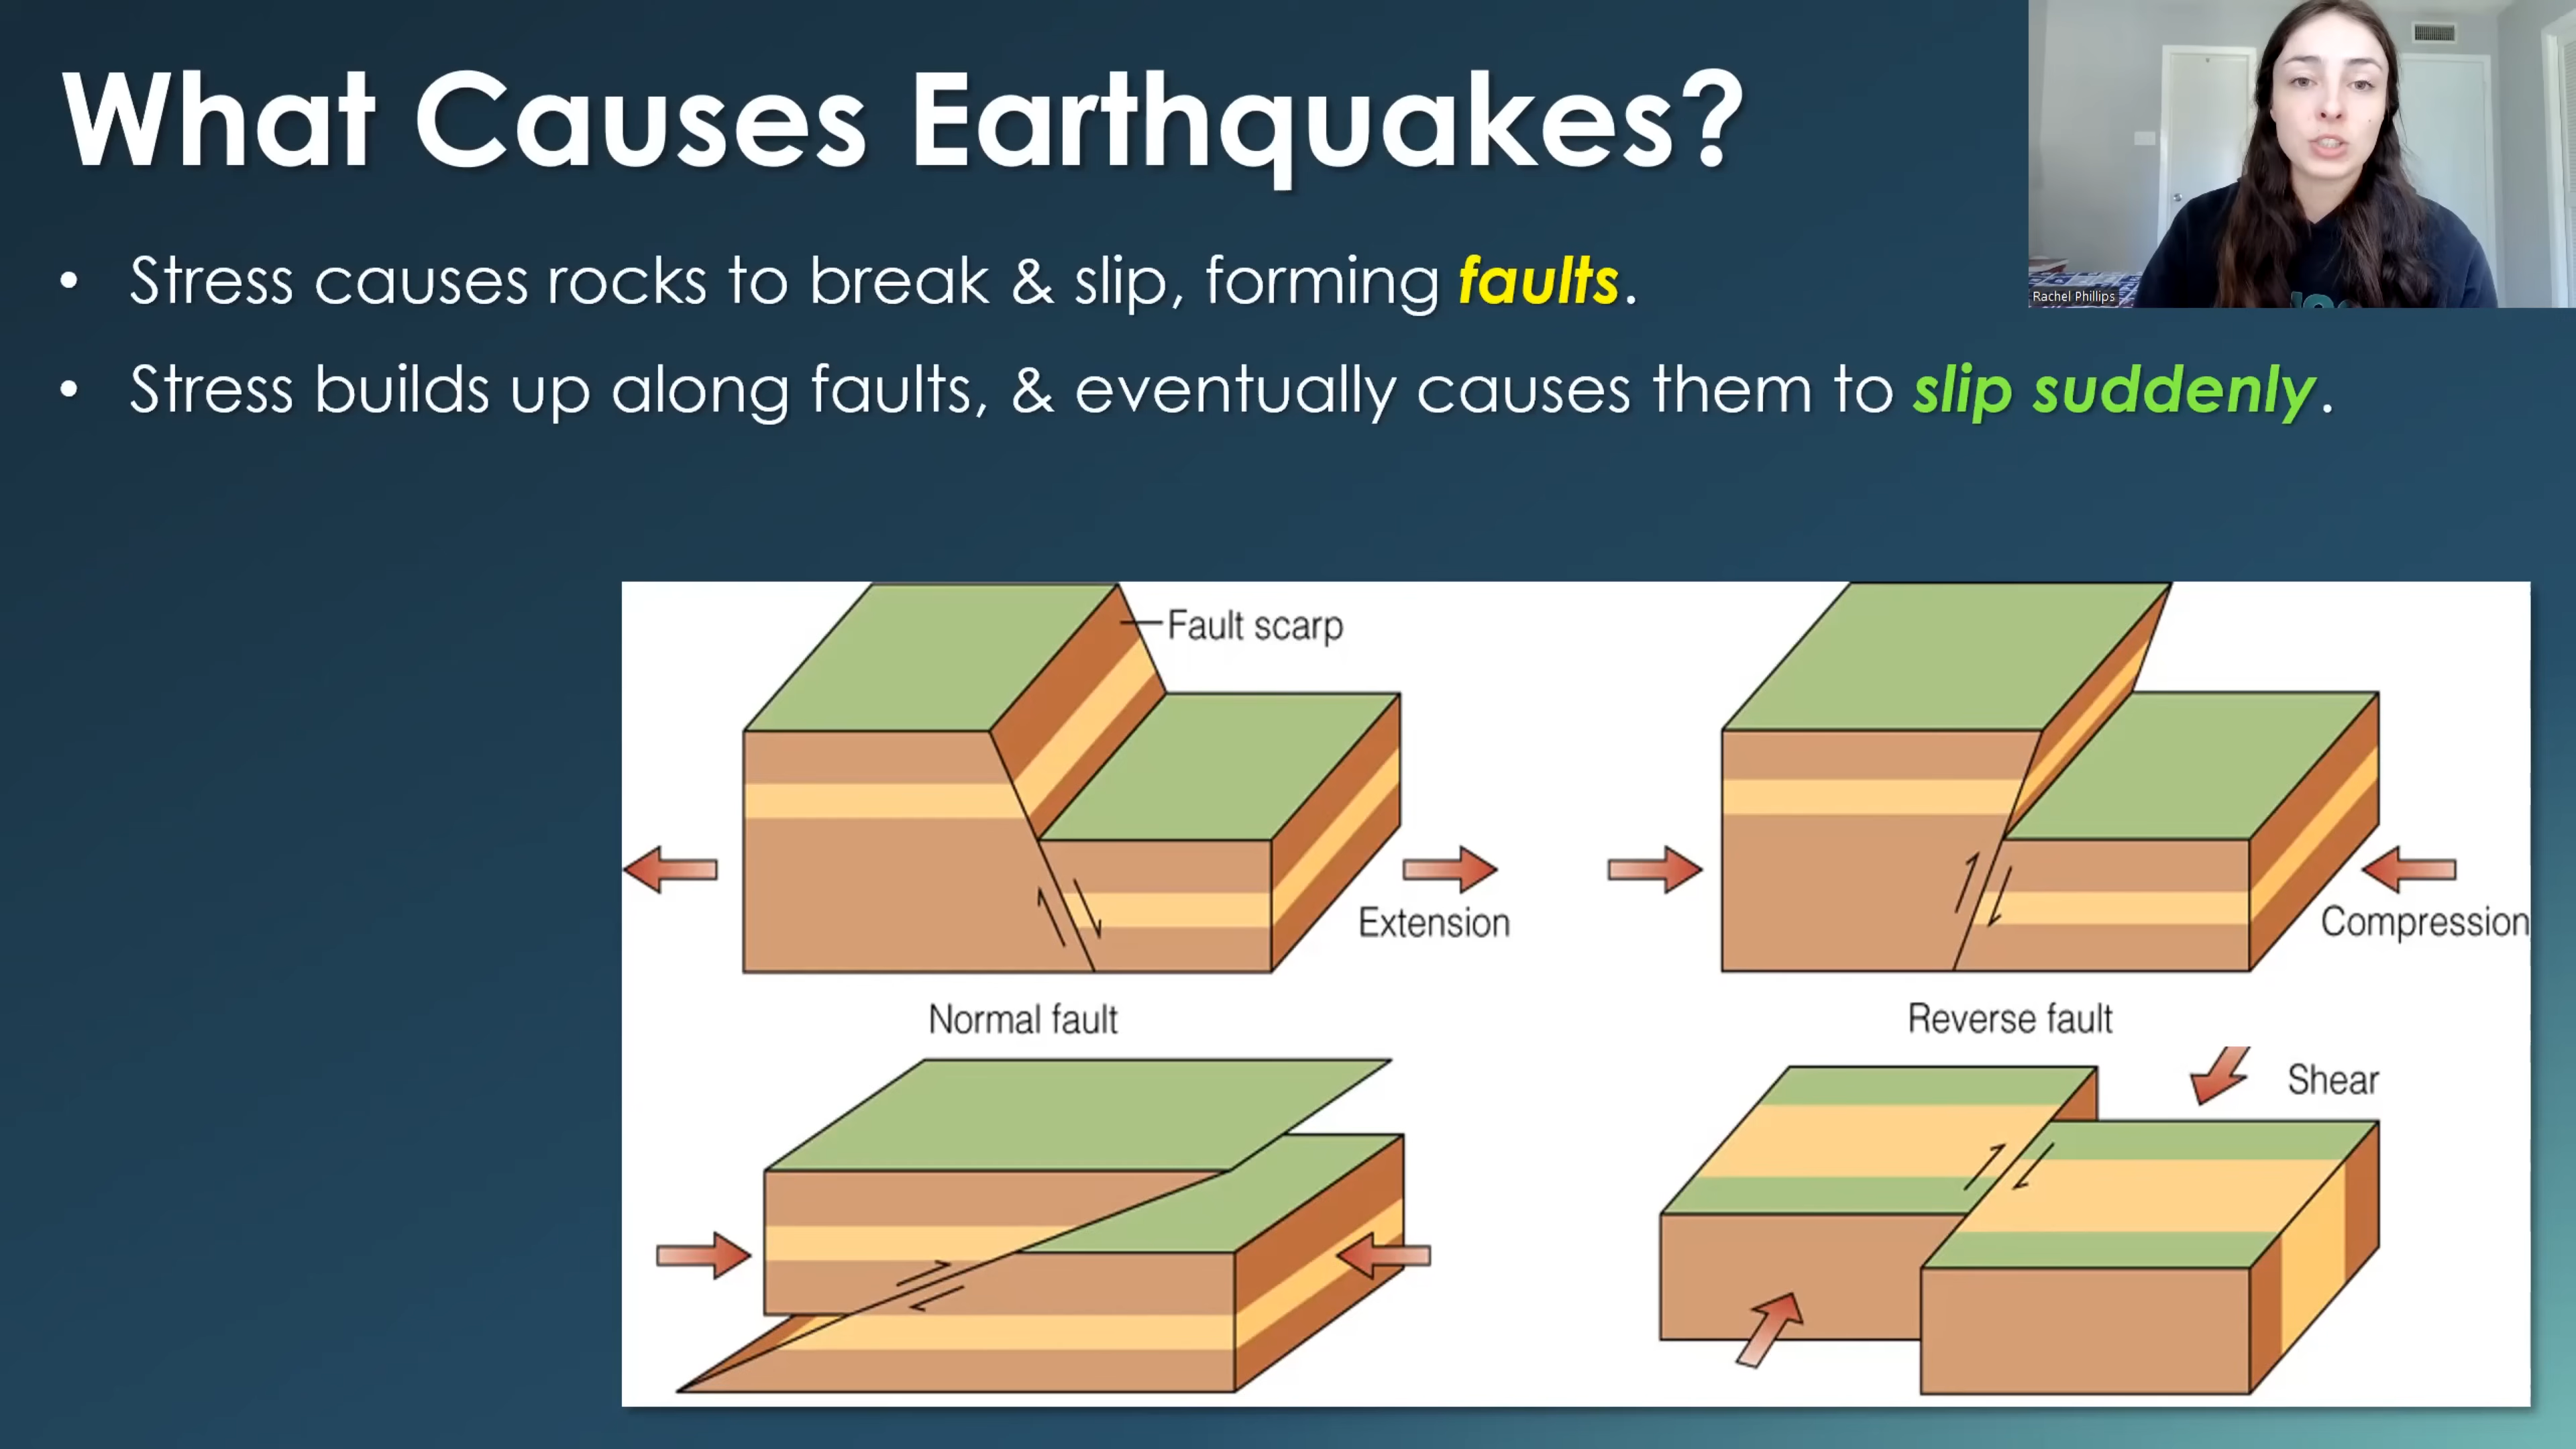 What Causes Earthquakes?
• Stress causes rocks to break & slip, forming faults.
• Stress builds up along faults, & eventually causes them to slip suddenly.
Rachel Phillips
Fault scarp
Extension
Compression
Normal fault
Reverse fault
Shear